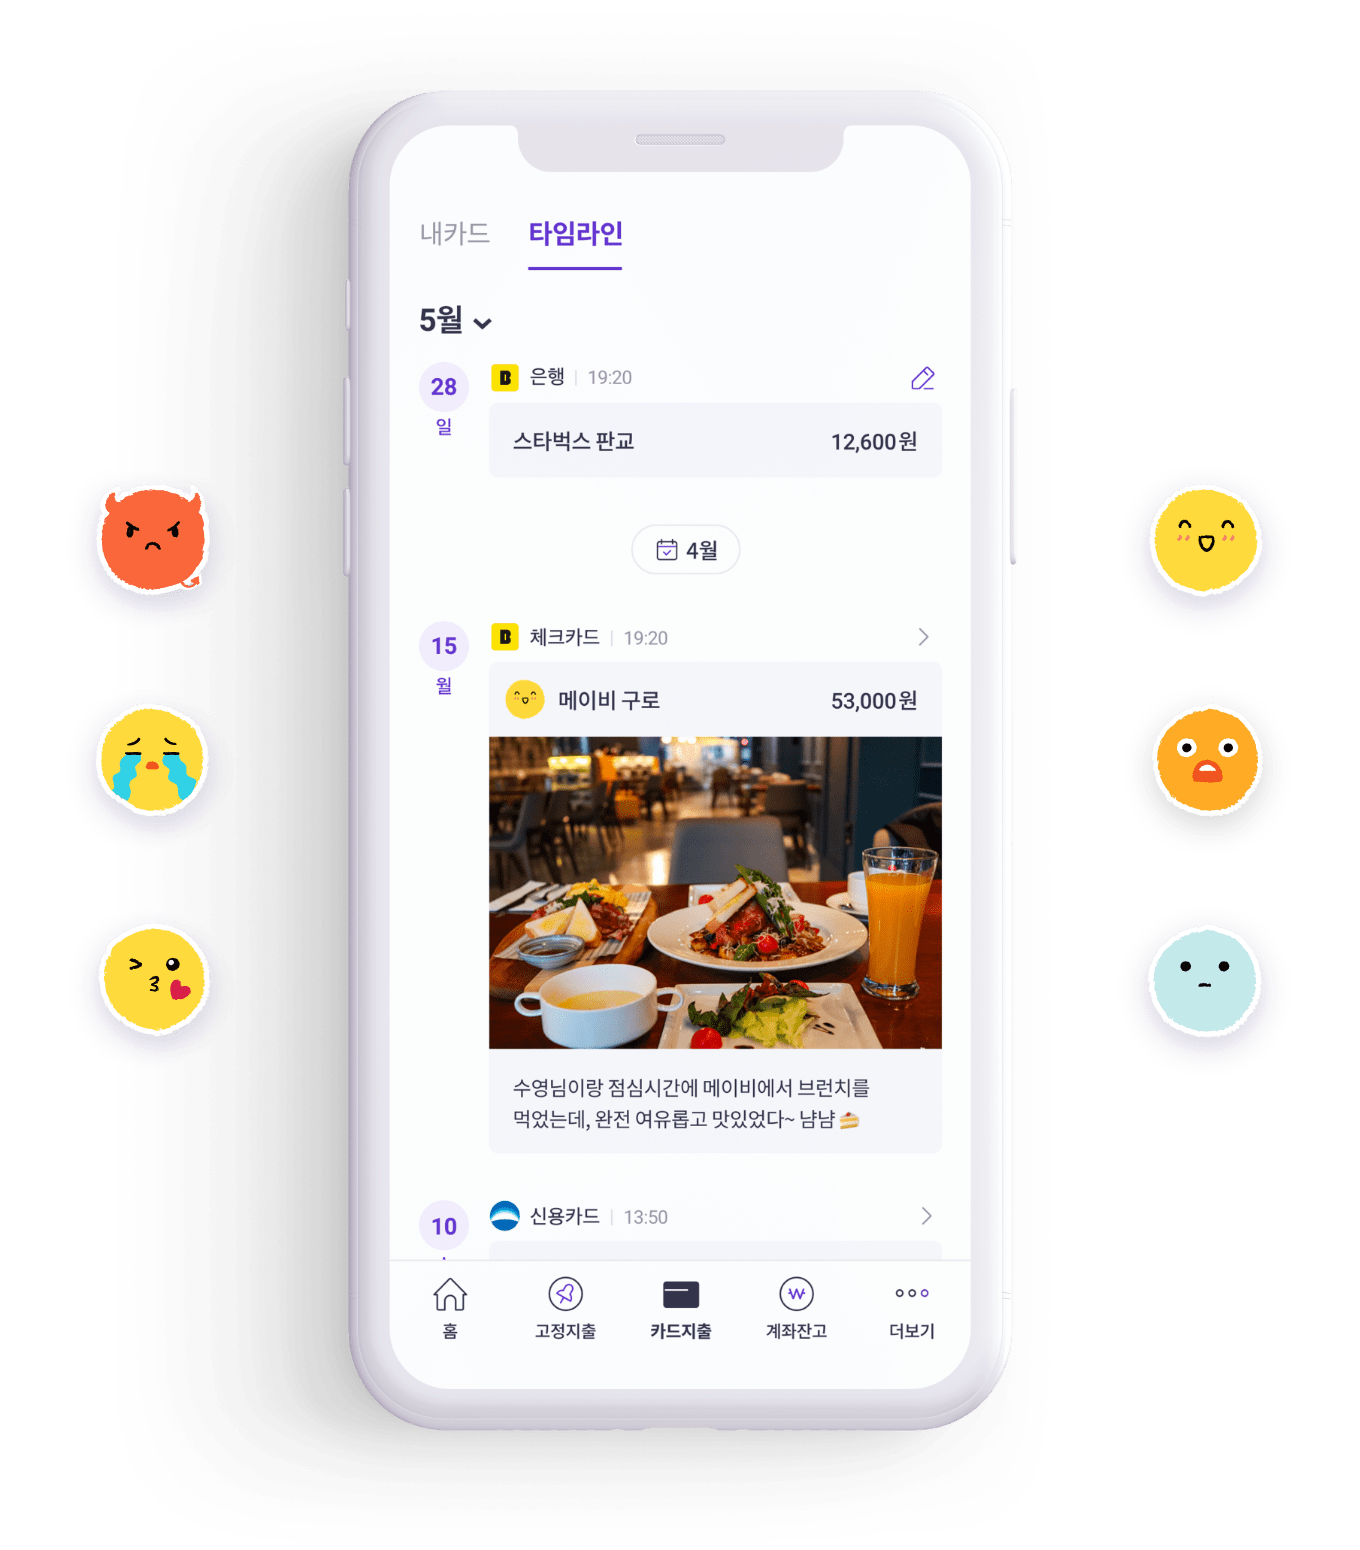 내카드 타임라인
5월
28 일
B 은행 | 19:20
스타벅스 판교 12,600원
4월
15 월
B 체크카드 | 19:20
메이비 구로 53,000원
수영님이랑 점심시간에 메이비에서 브런치를
먹었는데, 완전 여유롭고 맛있었다~ 냠냠🍰
10
신용카드 | 13:50
홈 고정지출 카드지출 계좌잔고 더보기